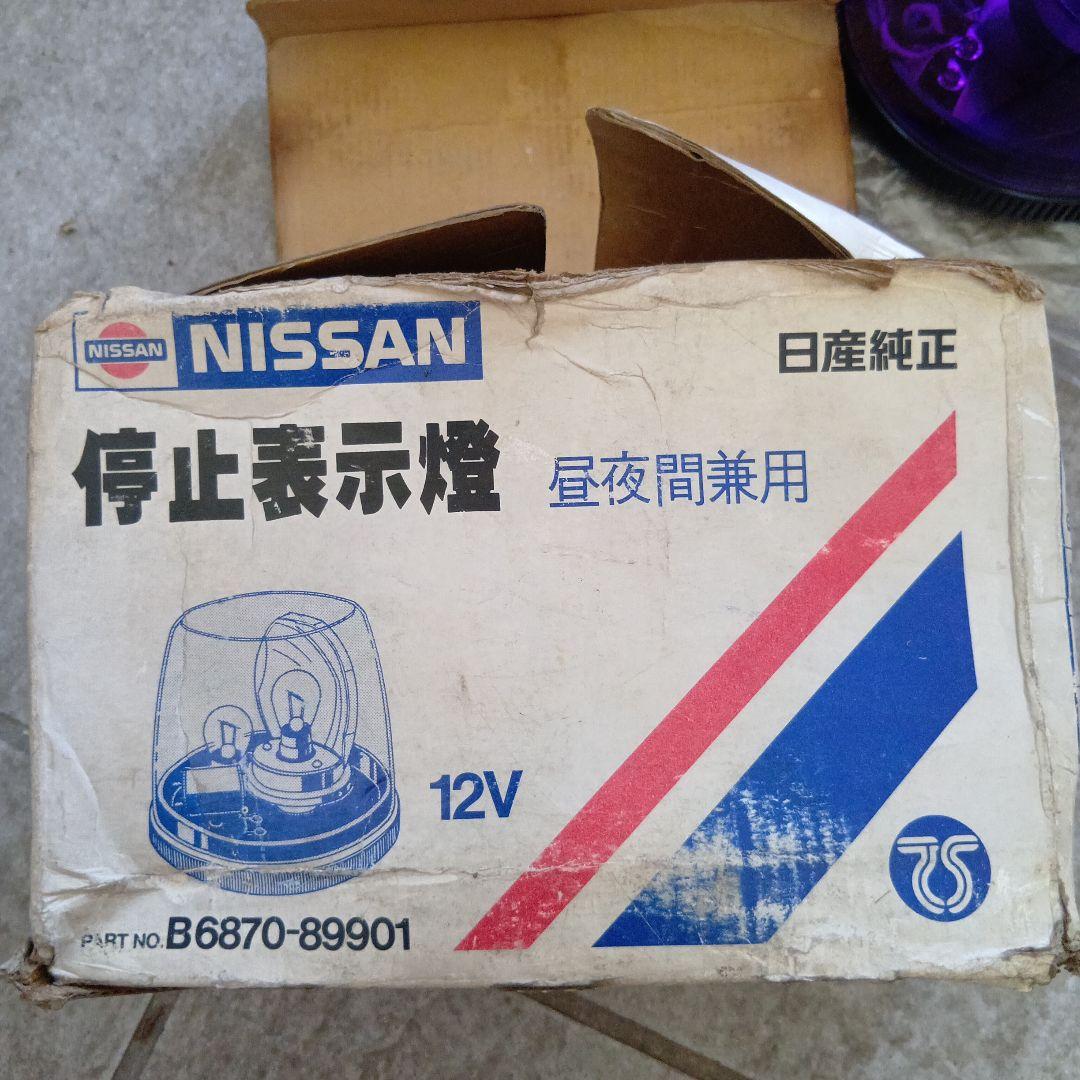 NISSAN NISSAN
日産純正
停止表示燈 昼夜間兼用
12V
PART NO. B6870-89901
TS